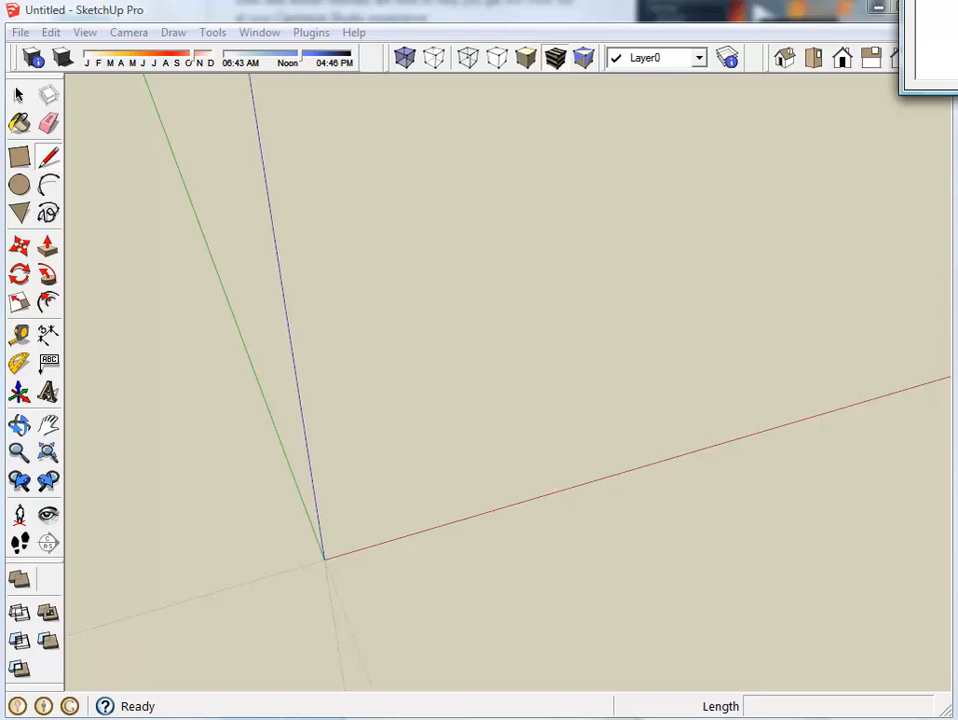 Untitled - SketchUp Pro
File Edit View Camera Draw Tools Window Plugins Help
J F M A M J J A S O N D 06:43 AM Noon 04:46 PM Layer0
ABC
Ready Length